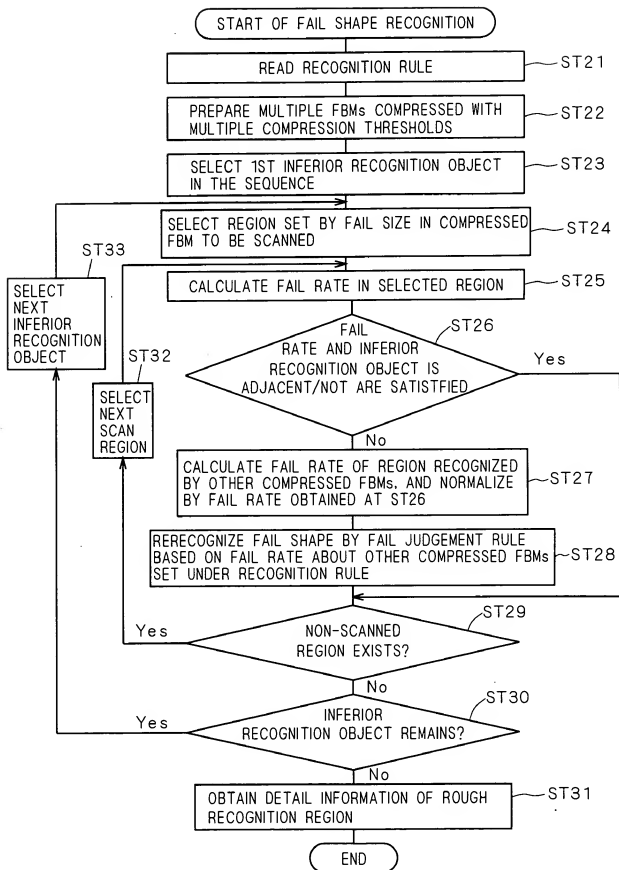 START OF FAIL SHAPE RECOGNITION
READ RECOGNITION RULE
ST21
PREPARE MULTIPLE FBMs COMPRESSED WITH
MULTIPLE COMPRESSION THRESHOLDS
ST22
SELECT 1ST INFERIOR RECOGNITION OBJECT
IN THE SEQUENCE
ST23
SELECT REGION SET BY FAIL SIZE IN COMPRESSED
FBM TO BE SCANNED
ST24
ST33
SELECT
NEXT
INFERIOR
RECOGNITION
OBJECT
CALCULATE FAIL RATE IN SELECTED REGION
ST25
ST32
SELECT
NEXT
SCAN
REGION
FAIL
RATE AND INFERIOR
RECOGNITION OBJECT IS
ADJACENT/NOT ARE SATISTFIED
ST26
Yes
No
CALCULATE FAIL RATE OF REGION RECOGNIZED
BY OTHER COMPRESSED FBMs, AND NORMALIZE
BY FAIL RATE OBTAINED AT ST26
ST27
RERECOGNIZE FAIL SHAPE BY FAIL JUDGEMENT RULE
BASED ON FAIL RATE ABOUT OTHER COMPRESSED FBMs
SET UNDER RECOGNITION RULE
ST28
ST29
Yes
NON-SCANNED
REGION EXISTS?
No
ST30
Yes
INFERIOR
RECOGNITION OBJECT REMAINS?
No
OBTAIN DETAIL INFORMATION OF ROUGH
RECOGNITION REGION
ST31
END